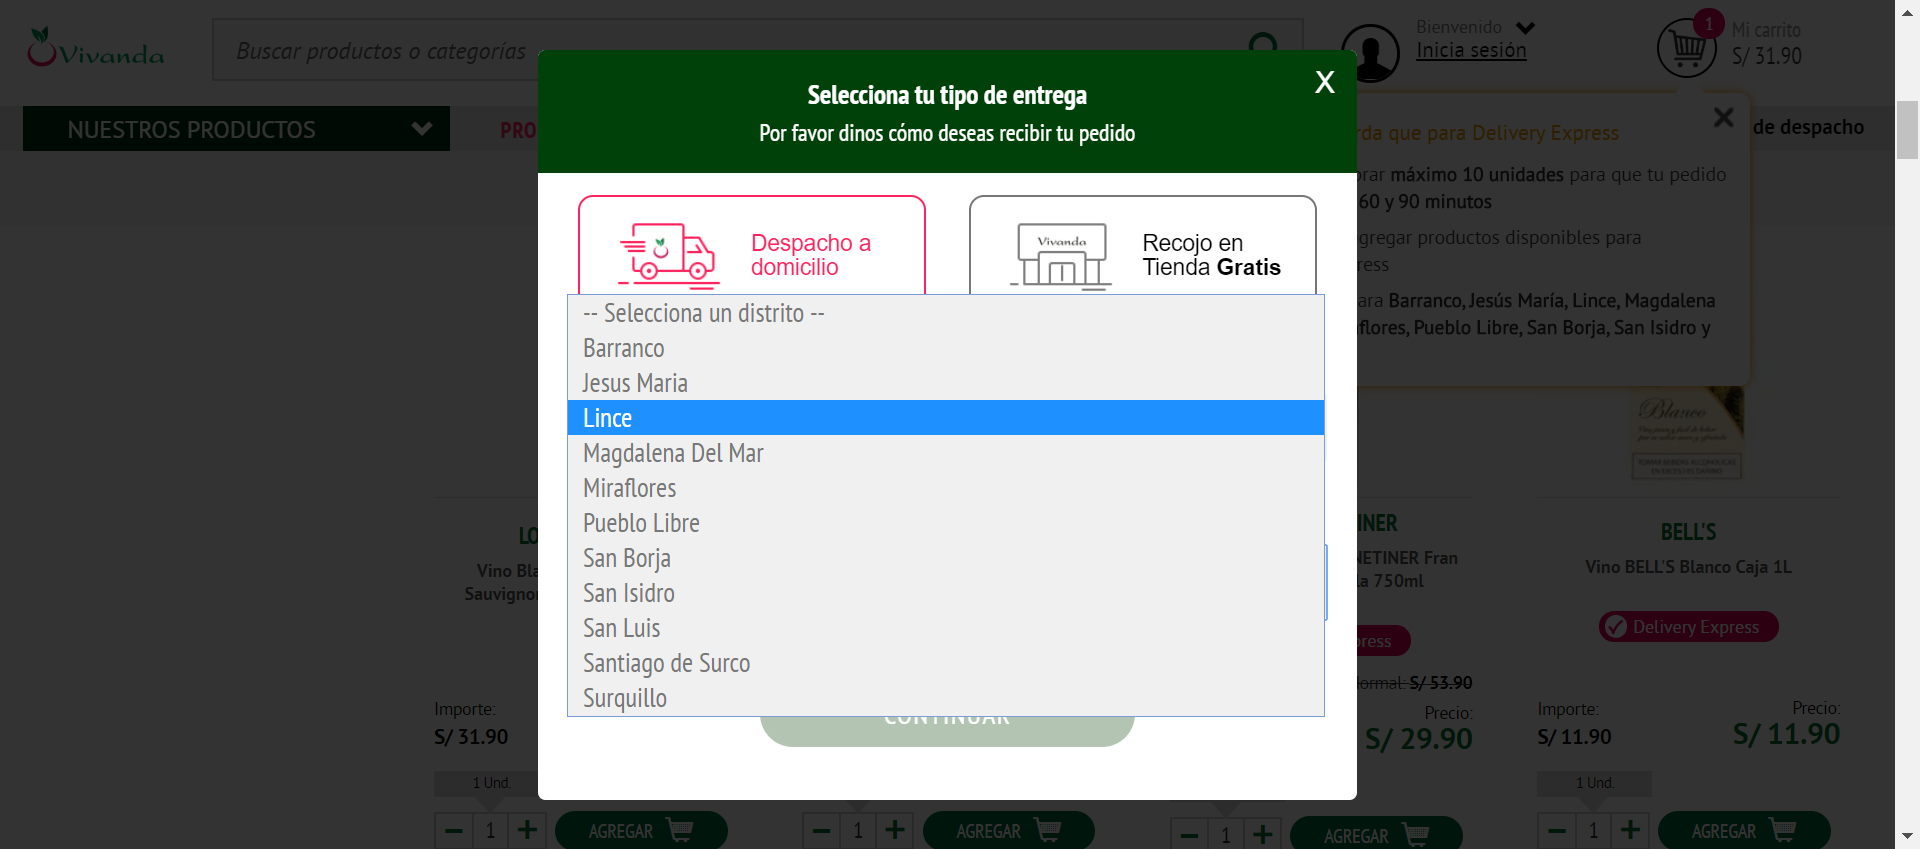 Vivanda
Buscar productos o categorías
Bienvenido
Inicia sesión
1
Mi carrito
S/ 31.90
NUESTROS PRODUCTOS
PRO
de despacho
Selecciona tu tipo de entrega
X
Por favor dinos cómo deseas recibir tu pedido
Despacho a
domicilio
Vivanda
Recojo en
Tienda Gratis
-- Selecciona un distrito --
Barranco
Jesus Maria
Lince
Magdalena Del Mar
Miraflores
Pueblo Libre
San Borja
San Isidro
San Luis
Santiago de Surco
Surquillo
CONTINUAR
rda que para Delivery Express
rar máximo 10 unidades para que tu pedido
60 y 90 minutos
agregar productos disponibles para
ress
ara Barranco, Jesús María, Lince, Magdalena
flores, Pueblo Libre, San Borja, San Isidro y
Blanco
LO
Vino Bla
Sauvigno
Importe:
S/ 31.90
1 Und.
1
AGREGAR
1
AGREGAR
INER
NETINER Fran
la 750ml
press
ormal: S/ 53.90
Precio:
S/ 29.90
1
AGREGAR
BELL'S
Vino BELL'S Blanco Caja 1L
Delivery Express
Importe:
S/ 11.90
Precio:
S/ 11.90
1 Und.
1
AGREGAR